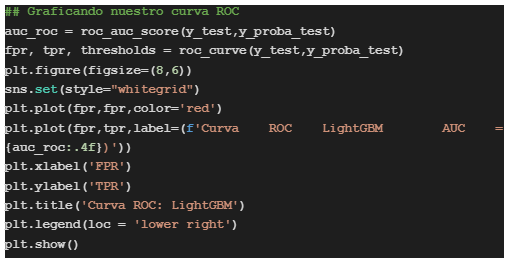 ## Graficando nuestro curva ROC
auc_roc = roc_auc_score(y_test,y_proba_test)
fpr, tpr, thresholds = roc_curve(y_test,y_proba_test)
plt.figure(figsize=(8,6))
sns.set(style="whitegrid")
plt.plot(fpr,fpr,color='red')
plt.plot(fpr,tpr,label=(f'Curva ROC LightGBM AUC =
{auc_roc:.4f})'))
plt.xlabel('FPR')
plt.ylabel('TPR')
plt.title('Curva ROC: LightGBM')
plt.legend(loc = 'lower right')
plt.show()